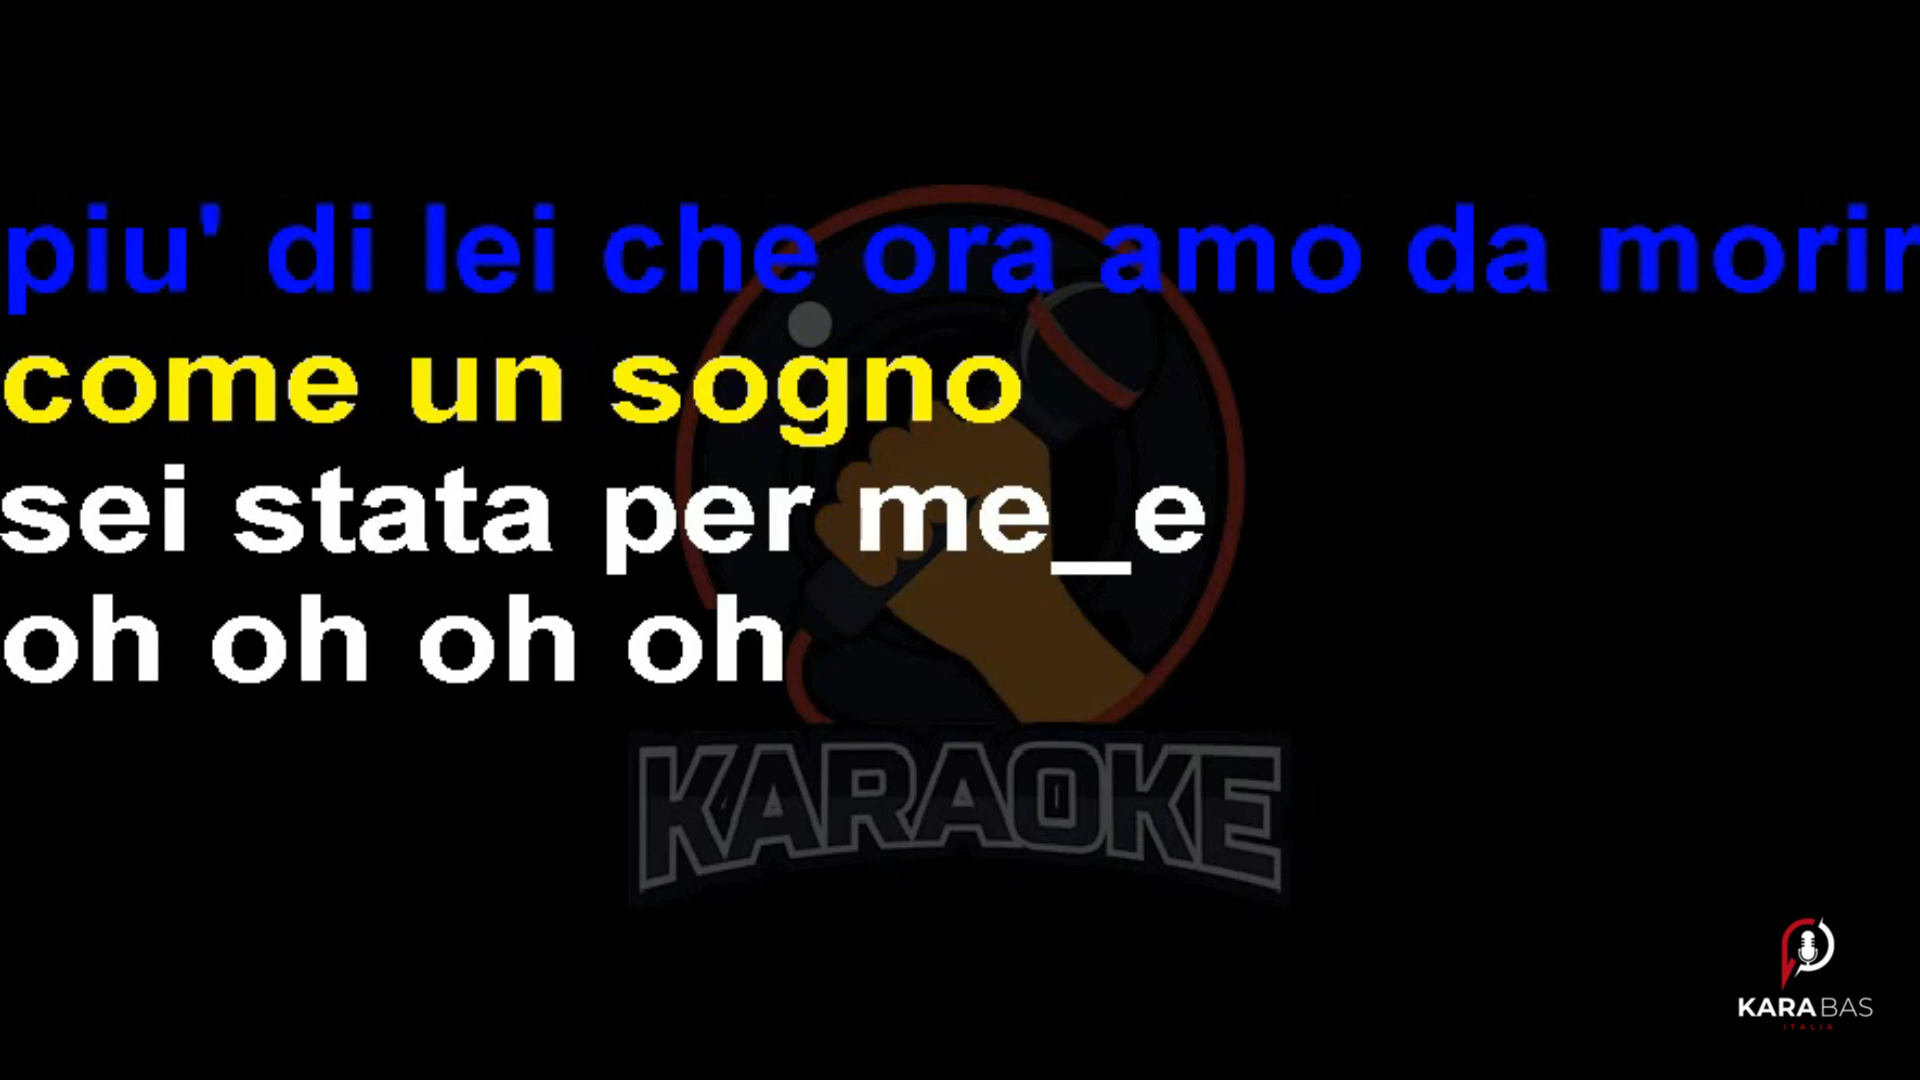 piu' di lei che ora amo da morir
come un sogno
sei stata per me_e
oh oh oh oh
KARAOKE
KARABAS
ITALIA